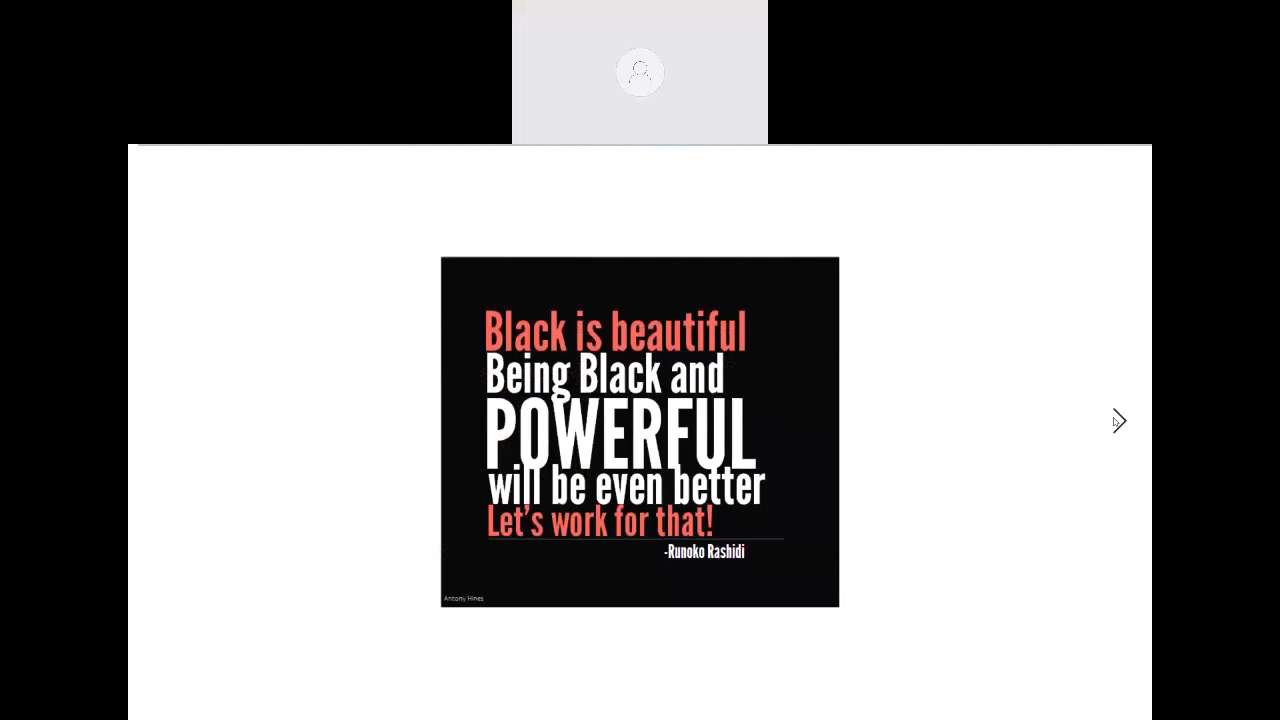 Black is beautiful
Being Black and
POWERFUL
will be even better
Let's work for that!
-Runoko Rashidi
Antony Hines